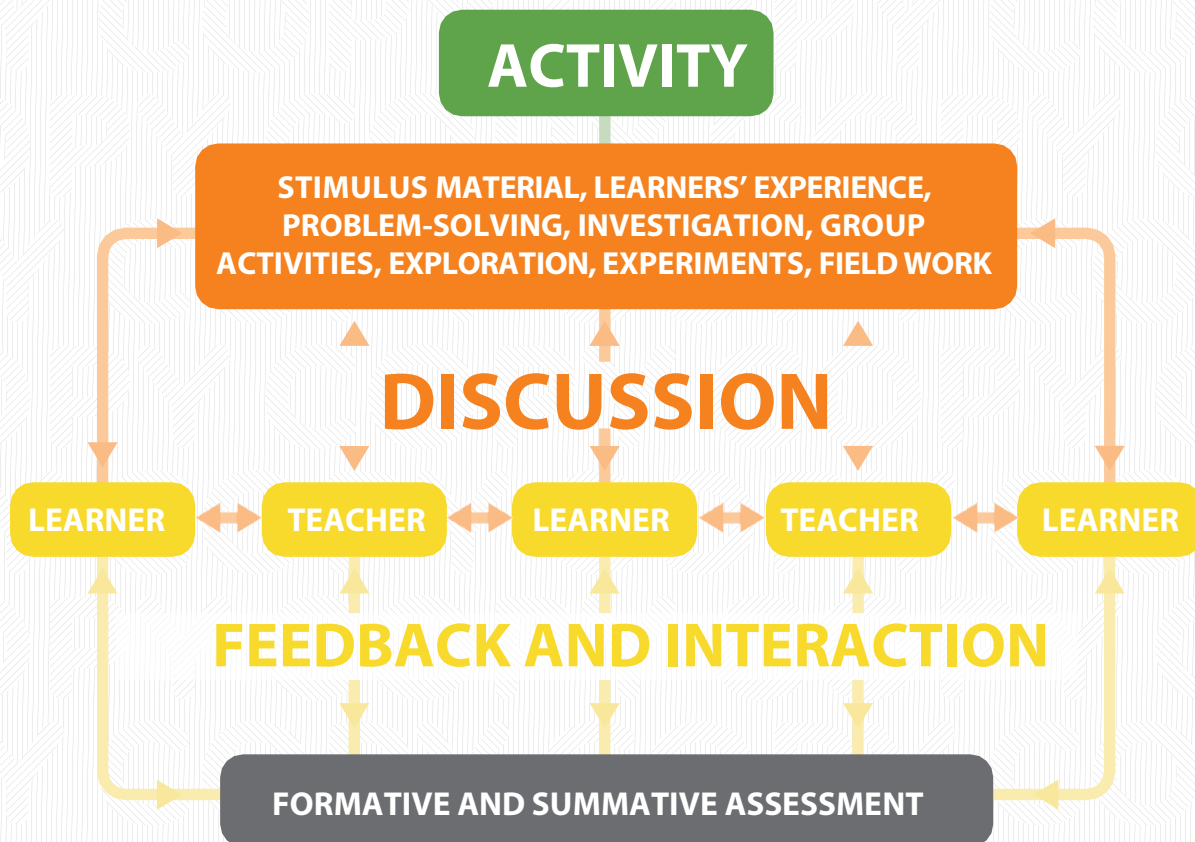 ACTIVITY
STIMULUS MATERIAL, LEARNERS’ EXPERIENCE,
PROBLEM-SOLVING, INVESTIGATION, GROUP
ACTIVITIES, EXPLORATION, EXPERIMENTS, FIELD WORK
DISCUSSION
LEARNER TEACHER LEARNER TEACHER LEARNER
FEEDBACK AND INTERACTION
FORMATIVE AND SUMMATIVE ASSESSMENT